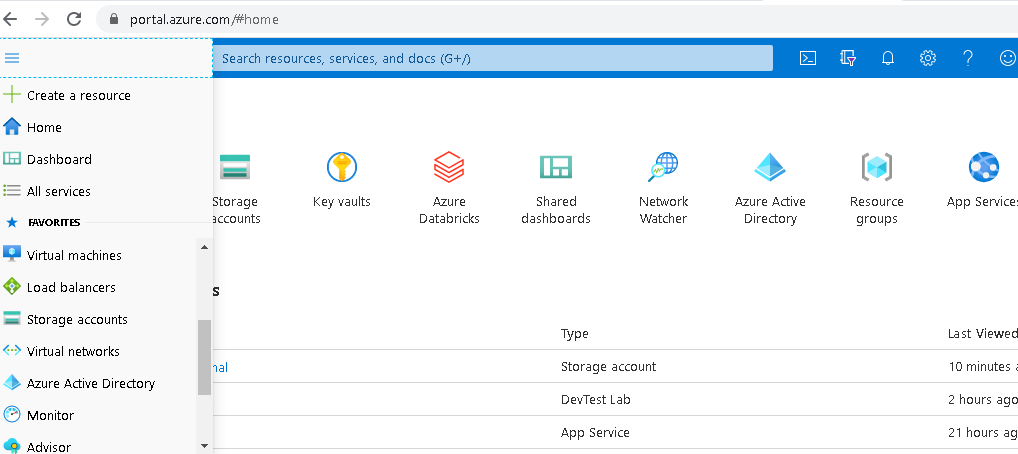 portal.azure.com/#home
Search resources, services, and docs (G+/)
Create a resource
Home
Dashboard
All services
FAVORITES
Virtual machines
Load balancers
Storage accounts
Virtual networks
Azure Active Directory
Monitor
Advisor
Storage
accounts
Key vaults
Azure
Databricks
Shared
dashboards
Network
Watcher
Azure Active
Directory
Resource
groups
App Services
s
Type
Last Viewed
nal
Storage account
10 minutes a
DevTest Lab
2 hours ago
App Service
21 hours ag